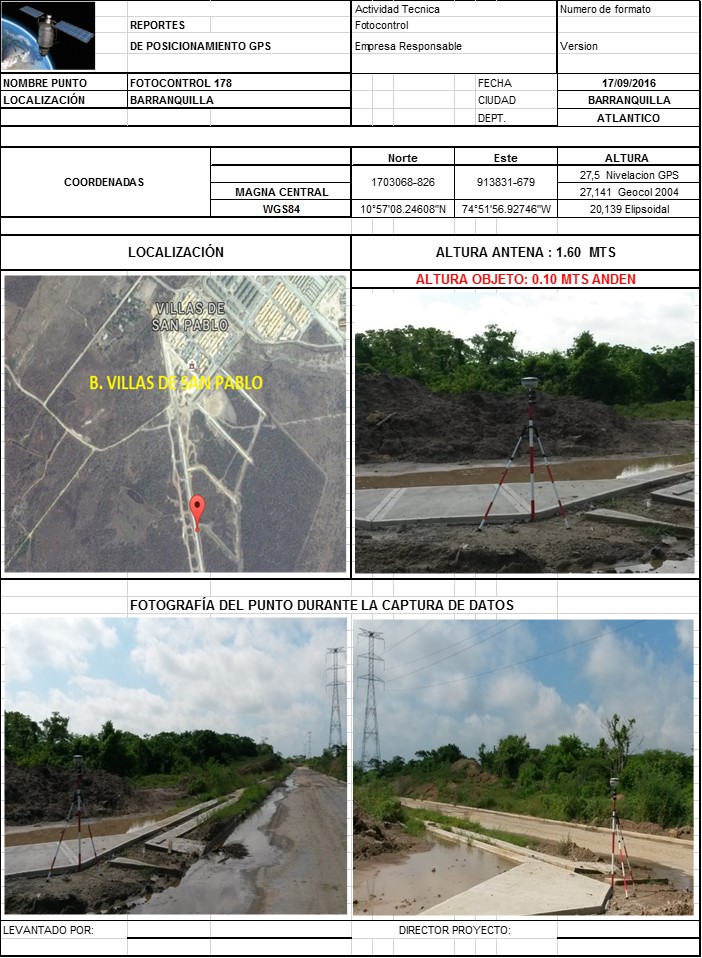 Actividad Tecnica
Numero de formato
REPORTES
Fotocontrol
DE POSICIONAMIENTO GPS
Empresa Responsable
Version
NOMBRE PUNTO
FOTOCONTROL 178
FECHA
17/09/2016
LOCALIZACIÓN
BARRANQUILLA
CIUDAD
BARRANQUILLA
DEPT.
ATLANTICO
COORDENADAS
Norte
Este
ALTURA
MAGNA CENTRAL
1703068-826
913831-679
27,5 Nivelacion GPS
27,141 Geocol 2004
WGS84
10°57'08.24608"N
74°51'56.92746"W
20,139 Elipsoidal
LOCALIZACIÓN
ALTURA ANTENA : 1.60 MTS
ALTURA OBJETO: 0.10 MTS ANDEN
VILLAS DE
SAN PABLO
B. VILLAS DE SAN PABLO
FOTOGRAFÍA DEL PUNTO DURANTE LA CAPTURA DE DATOS
LEVANTADO POR:
DIRECTOR PROYECTO: